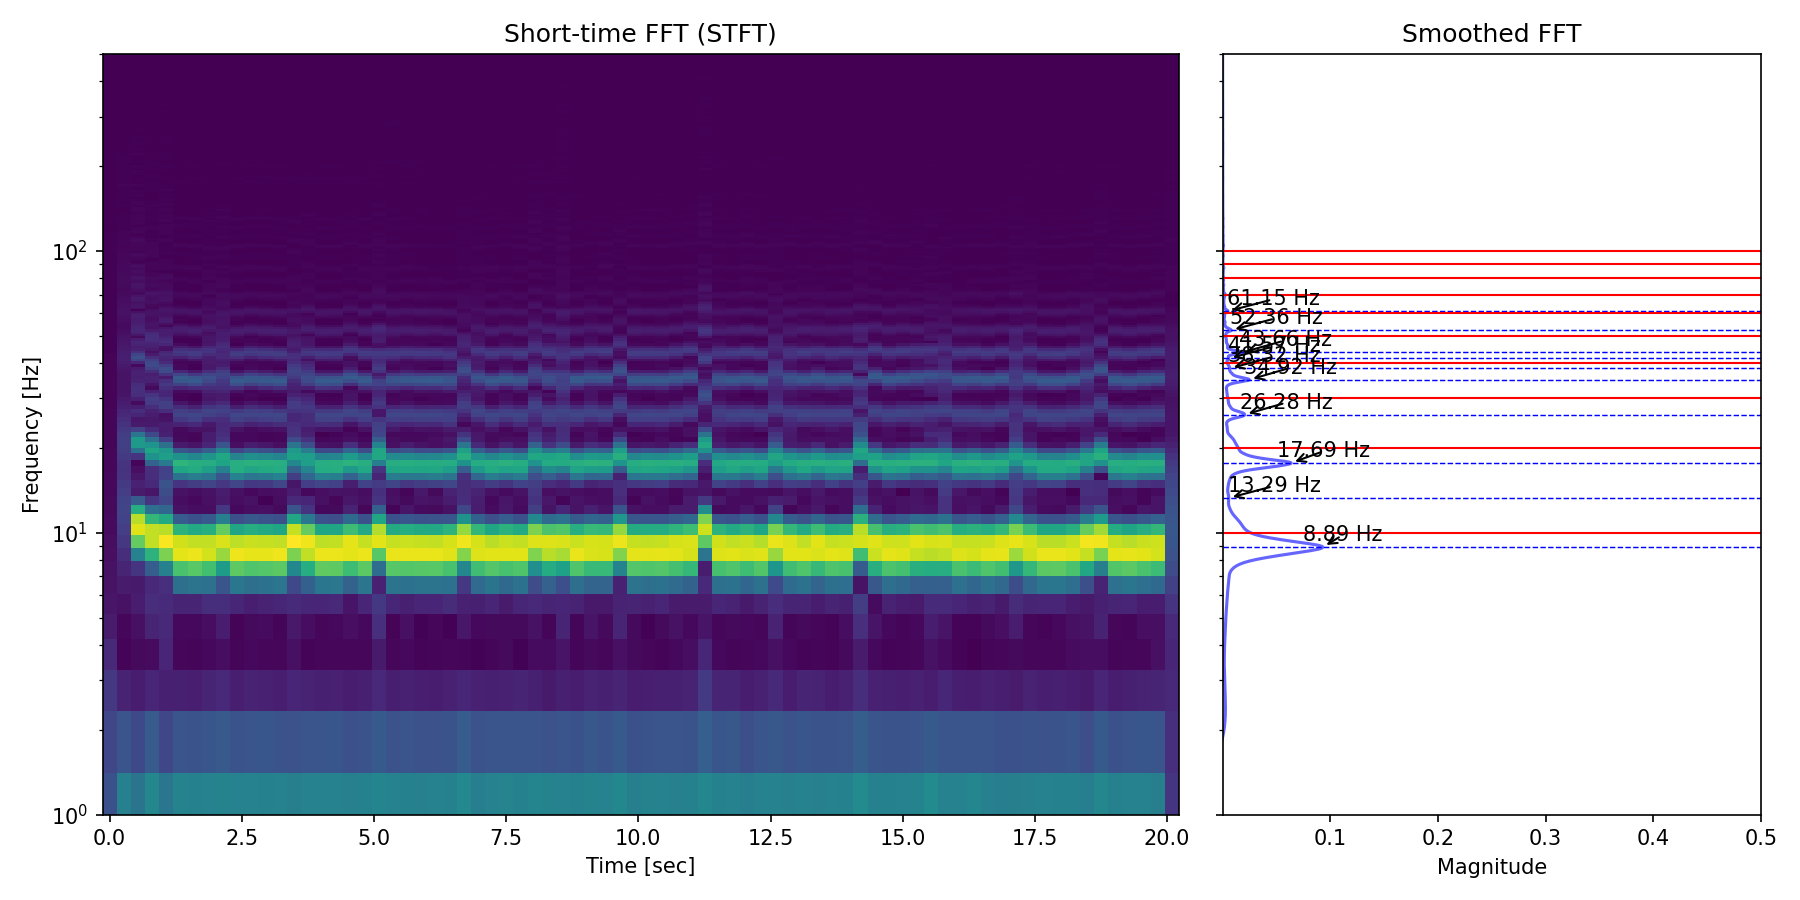 Short-time FFT (STFT)
Frequency [Hz]
10²
10¹
10⁰
0.0 2.5 5.0 7.5 10.0 12.5 15.0 17.5 20.0
Time [sec]
Smoothed FFT
61.15 Hz
52.36 Hz
43.66 Hz
34.92 Hz
26.28 Hz
17.69 Hz
13.29 Hz
8.89 Hz
0.1 0.2 0.3 0.4 0.5
Magnitude